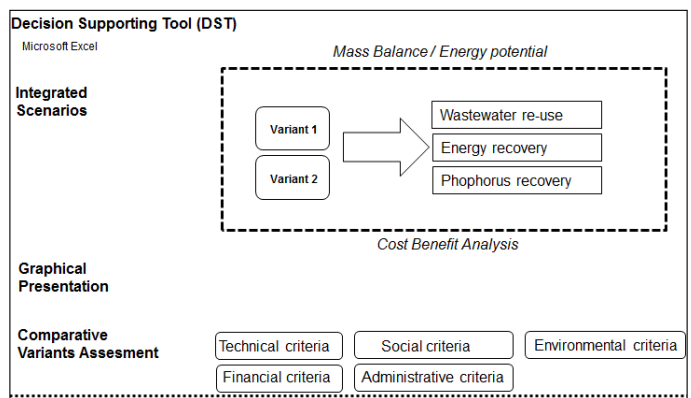 Decision Supporting Tool (DST)
Microsoft Excel
Mass Balance / Energy potential
Integrated
Scenarios
Variant 1
Variant 2
Wastewater re-use
Energy recovery
Phophorus recovery
Cost Benefit Analysis
Graphical
Presentation
Comparative
Variants Assesment
Technical criteria
Social criteria
Environmental criteria
Financial criteria
Administrative criteria